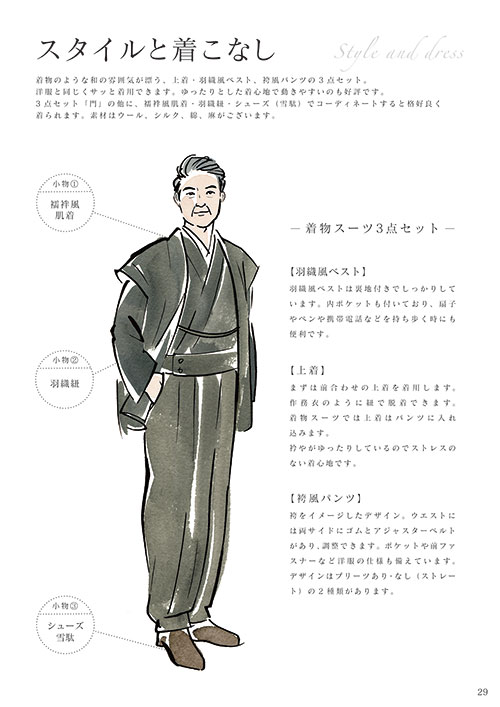 スタイルと着こなし
Style and dress
着物のような和の雰囲気が漂う、上着・羽織風ベスト、袴風パンツの3点セット。
洋服と同じくサッと着用できます。ゆったりとした着心地で動きやすいのも好評です。
3点セット「門」の他に、襦袢風肌着・羽織紐・シューズ（雪駄）でコーディネートすると格好良く
着られます。素材はウール、シルク、綿、麻がございます。
小物①
襦袢風
肌着
小物②
羽織紐
小物③
シューズ
雪駄
― 着物スーツ3点セット ―
【羽織風ベスト】
羽織風ベストは裏地付きでしっかりして
います。内ポケットも付いており、扇子
やペンや携帯電話などを持ち歩く時にも
便利です。
【上着】
まずは前合わせの上着を着用します。
作務衣のように紐で脱着できます。
着物スーツでは上着はパンツに入れ
込みます。
衿やがゆったりしているのでストレスの
ない着心地です。
【袴風パンツ】
袴をイメージしたデザイン。ウエストに
は両サイドにゴムとアジャスターベルト
があり、調整できます。ポケットや前ファ
スナーなど洋服の仕様も備えています。
デザインはプリーツあり・なし（ストレー
ト）の2種類があります。
29